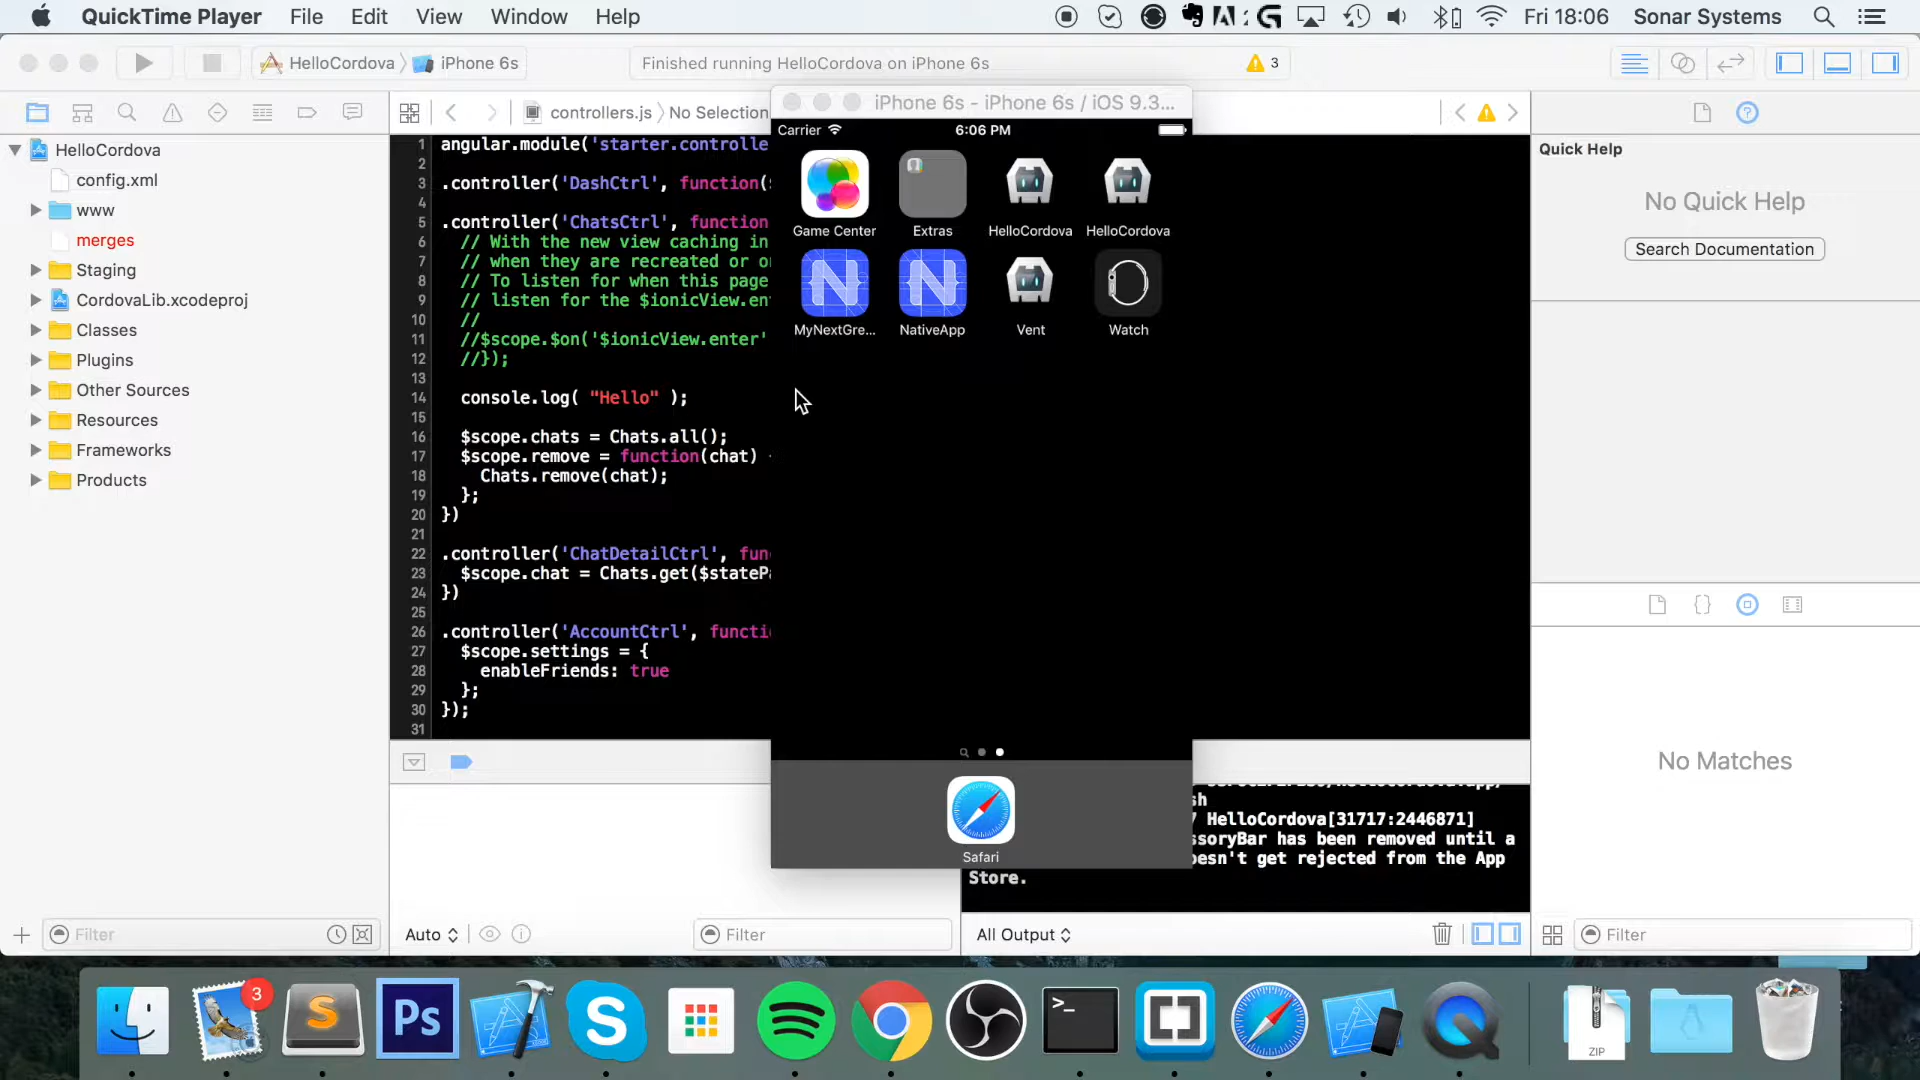 QuickTime Player File Edit View Window Help Fri 18:06 Sonar Systems
HelloCordova iPhone 6s Finished running HelloCordova on iPhone 6s 3
controllers.js No Selection
iPhone 6s - iPhone 6s / iOS 9.3...
HelloCordova
config.xml
www
merges
Staging
CordovaLib.xcodeproj
Classes
Plugins
Other Sources
Resources
Frameworks
Products
Filter
1 angular.module('starter.controlle
2
3 .controller('DashCtrl', function(
4
5 .controller('ChatsCtrl', function
6 // With the new view caching in
7 // when they are recreated or o
8 // To listen for when this page
9 // listen for the $ionicView.en
10 //
11 //$scope.$on('$ionicView.enter'
12 //});
13
14 console.log( "Hello" );
15
16 $scope.chats = Chats.all();
17 $scope.remove = function(chat)
18 Chats.remove(chat);
19 };
20 })
21
22 .controller('ChatDetailCtrl', fun
23 $scope.chat = Chats.get($stateP
24 })
25
26 .controller('AccountCtrl', functi
27 $scope.settings = {
28 enableFriends: true
29 };
30 });
31
Carrier 6:06 PM
Game Center Extras HelloCordova HelloCordova
MyNextGre... NativeApp Vent Watch
Safari
Quick Help
No Quick Help
Search Documentation
No Matches
Filter
sh
7 HelloCordova[31717:2446871]
ssoryBar has been removed until a
esn't get rejected from the App
Store.
Auto Filter
All Output
3
S
Ps
S
>_
ZIP